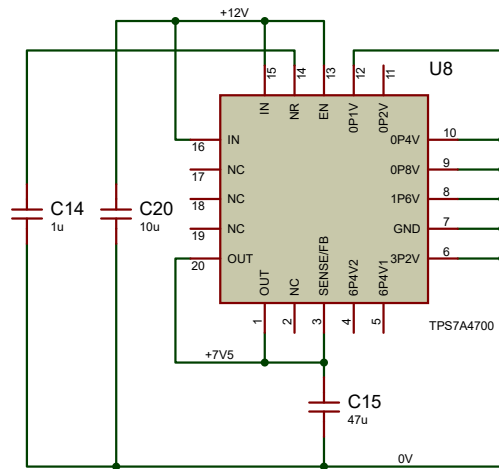 +12V
15
14
13
12
11
U8
IN
NR
EN
0P1V
0P2V
16
IN
0P4V
10
17
NC
0P8V
9
18
NC
1P6V
8
19
NC
GND
7
20
OUT
3P2V
6
OUT
NC
SENSE/FB
6P4V2
6P4V1
1
2
3
4
5
TPS7A4700
C14
1u
C20
10u
+7V5
C15
47u
0V